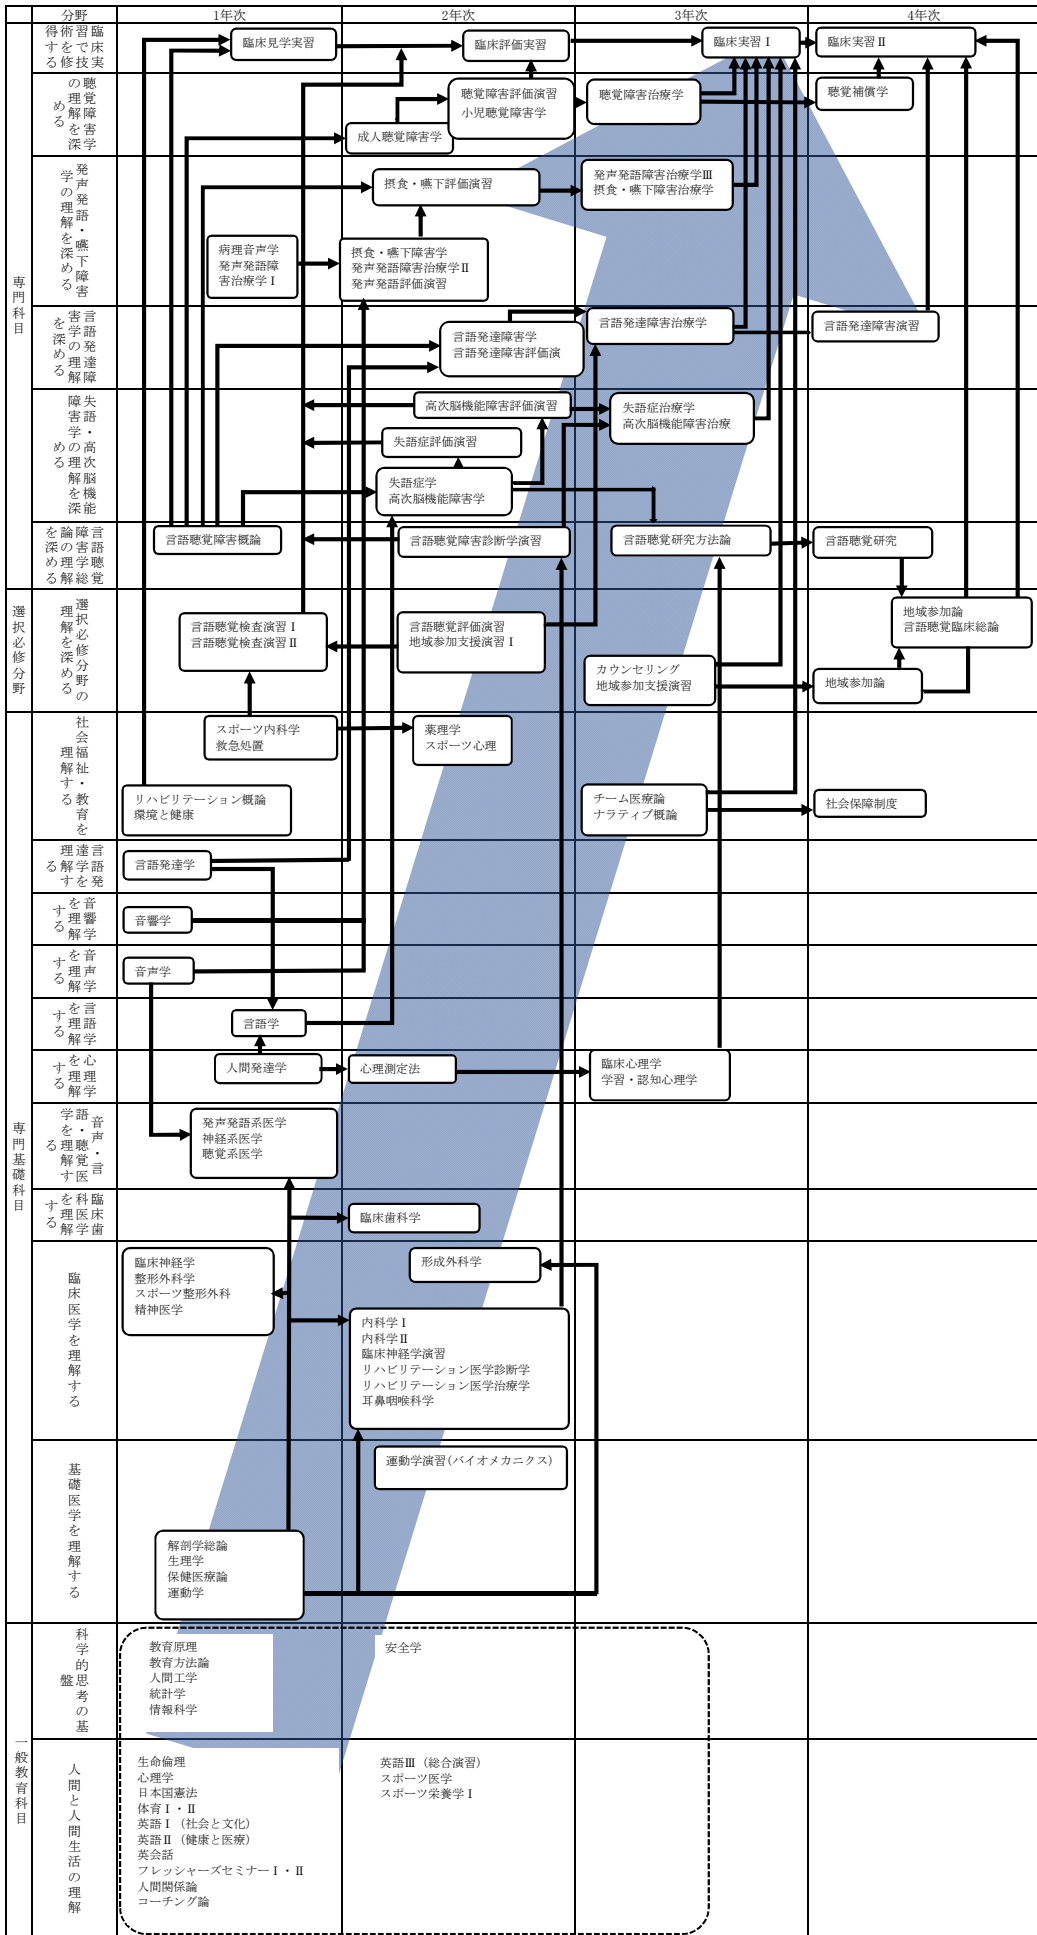 分野
1年次
2年次
3年次
4年次
専門科目
臨床実習で技術を修得する
臨床見学実習
臨床評価実習
臨床実習Ⅰ
臨床実習Ⅱ
聴覚障害学の理解を深める
聴覚障害評価演習
小児聴覚障害学
成人聴覚障害学
聴覚障害治療学
聴覚補償学
発声発語・嚥下障害学の理解を深める
摂食・嚥下評価演習
発声発語障害治療学Ⅲ
摂食・嚥下障害治療学
病理音声学
発声発語障
害治療学Ⅰ
摂食・嚥下障害学
発声発語障害治療学Ⅱ
発声発語評価演習
言語発達障害学の理解を深める
言語発達障害学
言語発達障害評価演
言語発達障害治療学
言語発達障害演習
失語・高次脳機能障害学の理解を深める
高次脳機能障害評価演習
失語症評価演習
失語症学
高次脳機能障害学
失語症治療学
高次脳機能障害治療
言語聴覚障害学総論の理解を深める
言語聴覚障害概論
言語聴覚障害診断学演習
言語聴覚研究方法論
言語聴覚研究
選択必修分野
選択必修分野の理解を深める
言語聴覚検査演習Ⅰ
言語聴覚検査演習Ⅱ
言語聴覚評価演習
地域参加支援演習Ⅰ
カウンセリング
地域参加支援演習
地域参加論
言語聴覚臨床総論
地域参加論
専門基礎科目
社会福祉・教育を理解する
スポーツ内科学
救急処置
薬理学
スポーツ心理
リハビリテーション概論
環境と健康
チーム医療論
ナラティブ概論
社会保障制度
言語発達学を理解する
言語発達学
音響学を理解する
音響学
音声学を理解する
音声学
言語学を理解する
言語学
心理学を理解する
人間発達学
心理測定法
臨床心理学
学習・認知心理学
音声・言語・聴覚医学を理解する
発声発語系医学
神経系医学
聴覚系医学
臨床歯科医学を理解する
臨床歯科学
臨床医学を理解する
臨床神経学
整形外科学
スポーツ整形外科
精神医学
形成外科学
内科学Ⅰ
内科学Ⅱ
臨床神経学演習
リハビリテーション医学診断学
リハビリテーション医学治療学
耳鼻咽喉科学
基礎医学を理解する
運動学演習(バイオメカニクス)
解剖学総論
生理学
保健医療論
運動学
一般教育科目
科学的思考の基盤
教育原理
教育方法論
人間工学
統計学
情報科学
安全学
人間と人間生活の理解
生命倫理
心理学
日本国憲法
体育Ⅰ・Ⅱ
英語Ⅰ（社会と文化）
英語Ⅱ（健康と医療）
英会話
フレッシャーズセミナーⅠ・Ⅱ
人間関係論
コーチング論
英語Ⅲ（総合演習）
スポーツ医学
スポーツ栄養学Ⅰ